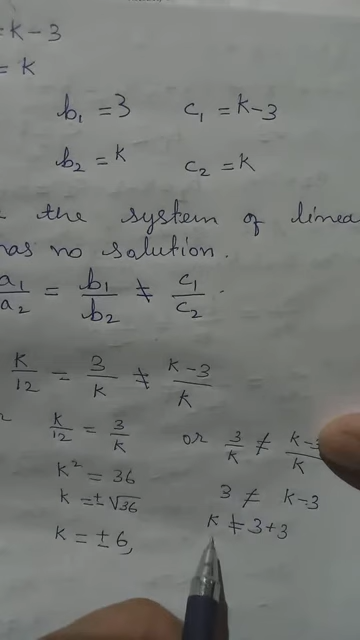 = K - 3
= K
b₁ = 3 c₁ = K-3
b₂ = K c₂ = K
the system of linea
has no solution.
a₁/a₂ = b₁/b₂ ≠ c₁/c₂ .
K/12 = 3/K ≠ K-3/K
K/12 = 3/K or 3/K ≠ K-3/K
K² = 36
K = ±√36 3 ≠ K-3
K = ±6, K ≠ 3+3